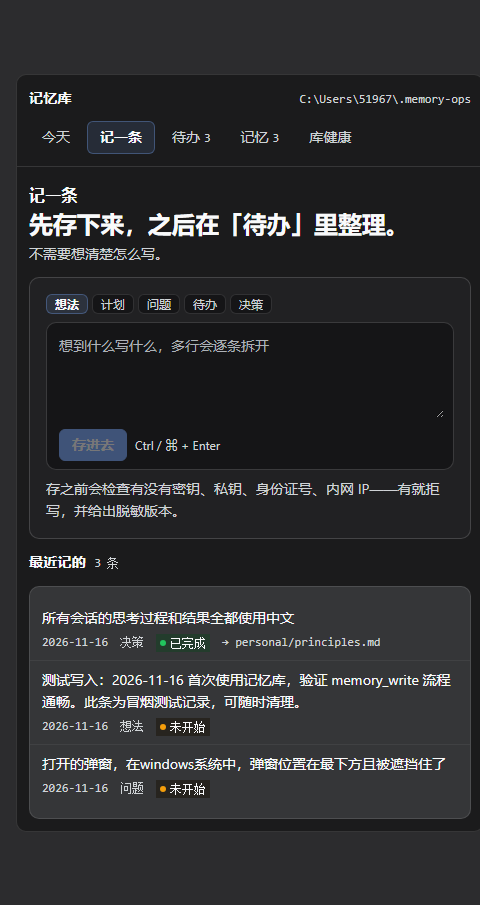 记忆库 C:\Users\51967\.memory-ops
今天 记一条 待办 3 记忆 3 库健康
记一条
先存下来，之后在「待办」里整理。
不需要想清楚怎么写。
想法 计划 问题 待办 决策
想到什么写什么，多行会逐条拆开
存进去 Ctrl / ⌘ + Enter
存之前会检查有没有密钥、私钥、身份证号、内网 IP——有就拒
写，并给出脱敏版本。
最近记的 3 条
所有会话的思考过程和结果全都使用中文
2026-11-16 决策 已完成 → personal/principles.md
测试写入：2026-11-16 首次使用记忆库，验证 memory_write 流程
通畅。此条为冒烟测试记录，可随时清理。
2026-11-16 想法 未开始
打开的弹窗，在windows系统中，弹窗位置在最下方且被遮挡住了
2026-11-16 问题 未开始